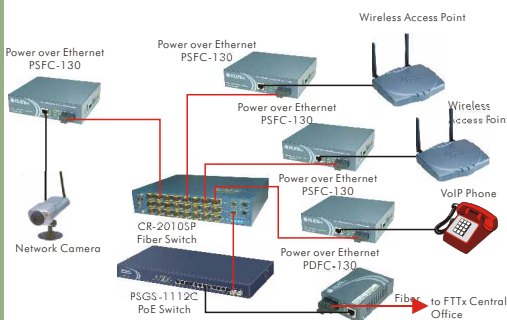 Wireless Access Point
Power over Ethernet
PSFC-130
Power over Ethernet
PSFC-130
Power over Ethernet
PSFC-130
Wireless
Access Point
Power over Ethernet
PSFC-130
VoIP Phone
CR-2010SP
Fiber Switch
Network Camera
Power over Ethernet
PDFC-130
PSGS-1112C
PoE Switch
Fiber
to FTTx Central
Office